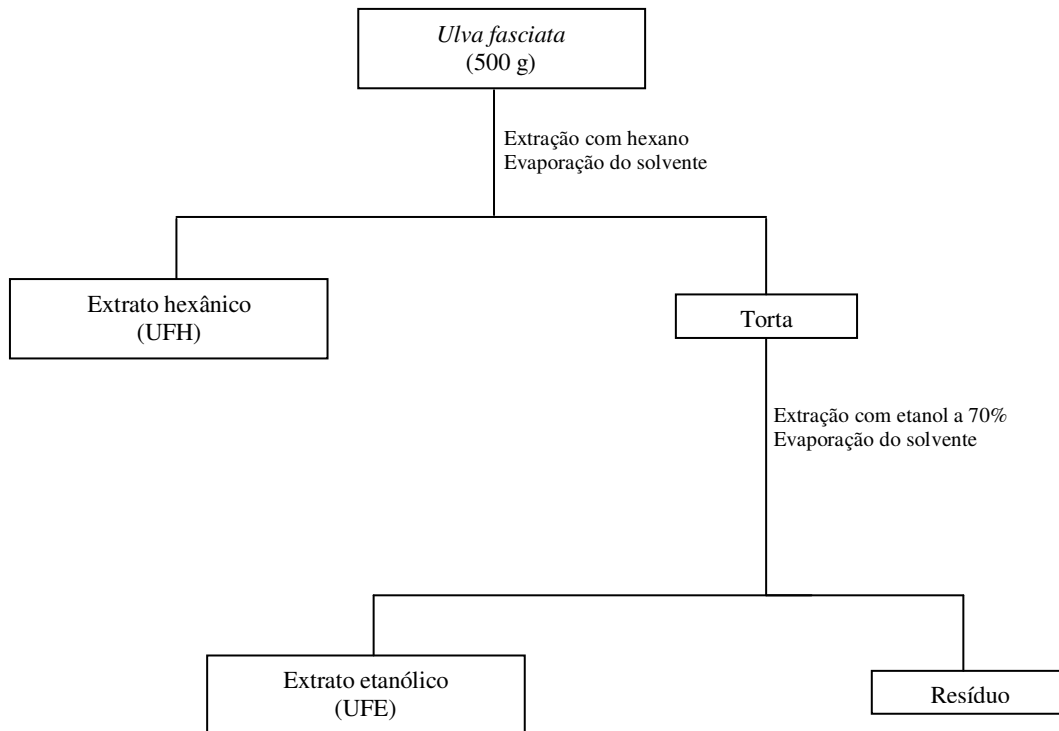 Ulva fasciata
(500 g)
Extração com hexano
Evaporação do solvente
Extrato hexânico
(UFH)
Torta
Extração com etanol a 70%
Evaporação do solvente
Extrato etanólico
(UFE)
Resíduo